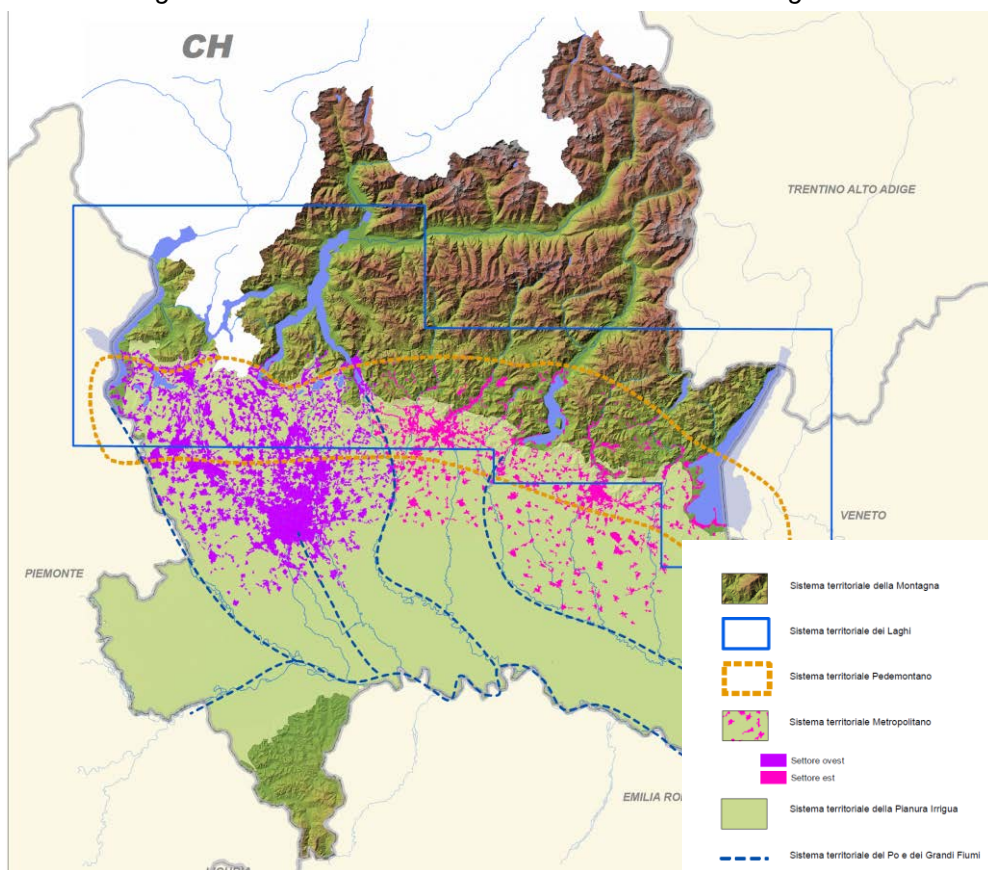 CH
TRENTINO ALTO ADIGE
VENETO
PIEMONTE
EMILIA
Sistema territoriale della Montagna
Sistema territoriale dei Laghi
Sistema territoriale Pedemontano
Sistema territoriale Metropolitano
Settore ovest
Settore est
Sistema territoriale della Pianura Irrigua
Sistema territoriale del Po e dei Grandi Fiumi